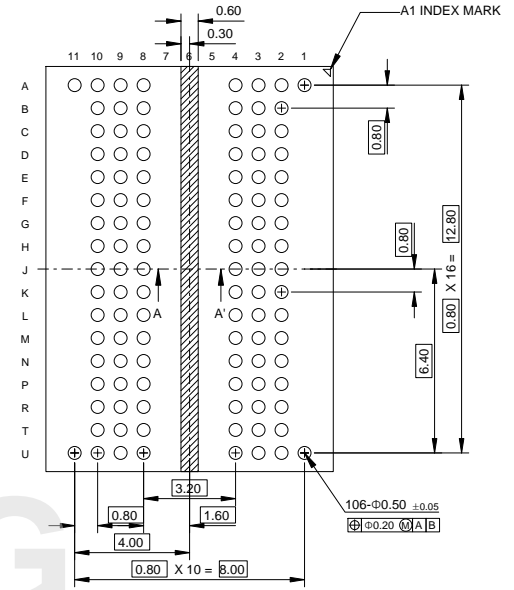 0.60
A1 INDEX MARK
0.30
11 10 9 8 7 6 5 4 3 2 1
A
B
0.80
C
D
E
F
G
H
0.80
0.80 X 16 = 12.80
J
K
A A'
L
M
6.40
N
P
R
T
U
3.20
106-Φ0.50 ±0.05
⌖ Φ0.20 Ⓜ A B
0.80
1.60
4.00
0.80 X 10 = 8.00
G